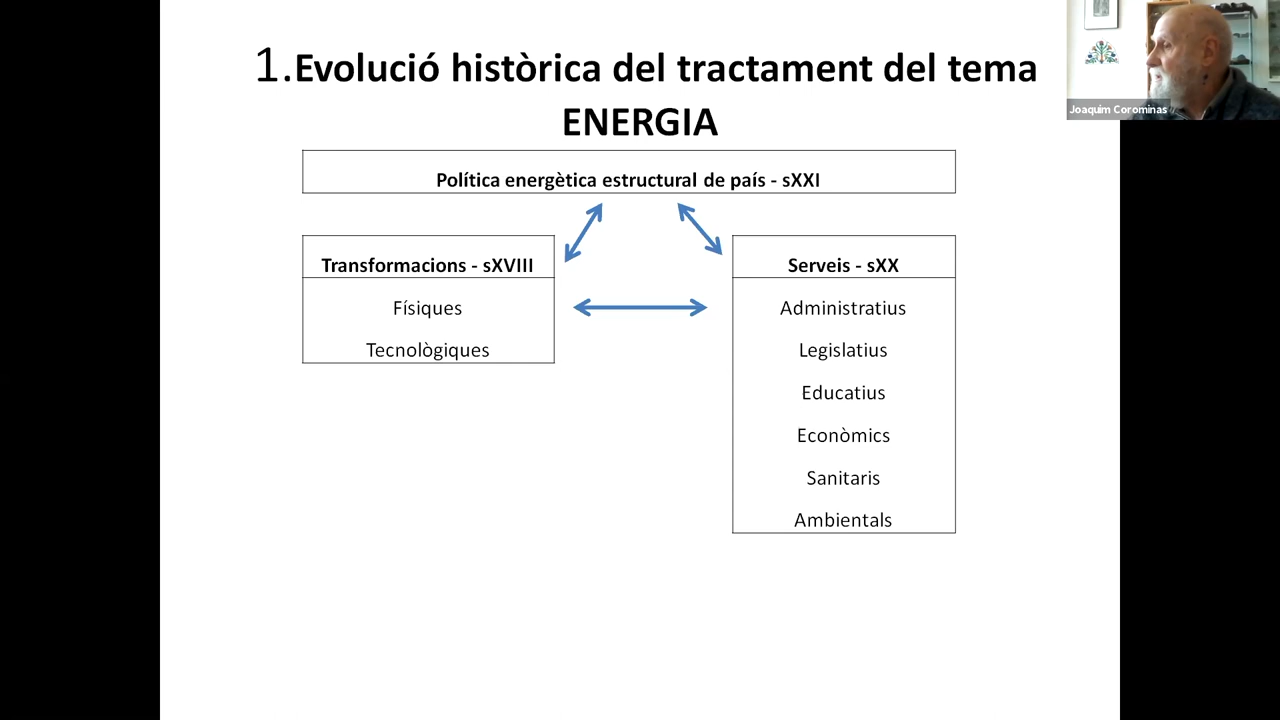 1.Evolució històrica del tractament del tema
ENERGIA
Joaquim Corominas
Política energètica estructural de país - sXXI
Transformacions - sXVIII
Físiques
Tecnològiques
Serveis - sXX
Administratius
Legislatius
Educatius
Econòmics
Sanitaris
Ambientals